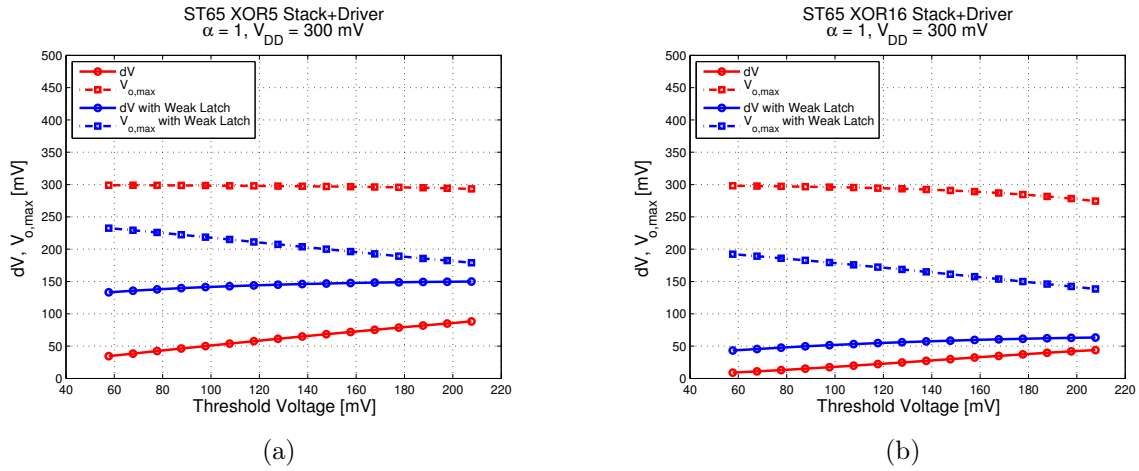 ST65 XOR5 Stack+Driver
α = 1, V_DD = 300 mV
500
450
400
350
300
250
200
150
100
50
0
dV, V_o,max [mV]
dV
V_o,max
dV with Weak Latch
V_o,max with Weak Latch
40 60 80 100 120 140 160 180 200 220
Threshold Voltage [mV]
(a)
ST65 XOR16 Stack+Driver
α = 1, V_DD = 300 mV
500
450
400
350
300
250
200
150
100
50
0
dV, V_o,max [mV]
dV
V_o,max
dV with Weak Latch
V_o,max with Weak Latch
40 60 80 100 120 140 160 180 200 220
Threshold Voltage [mV]
(b)